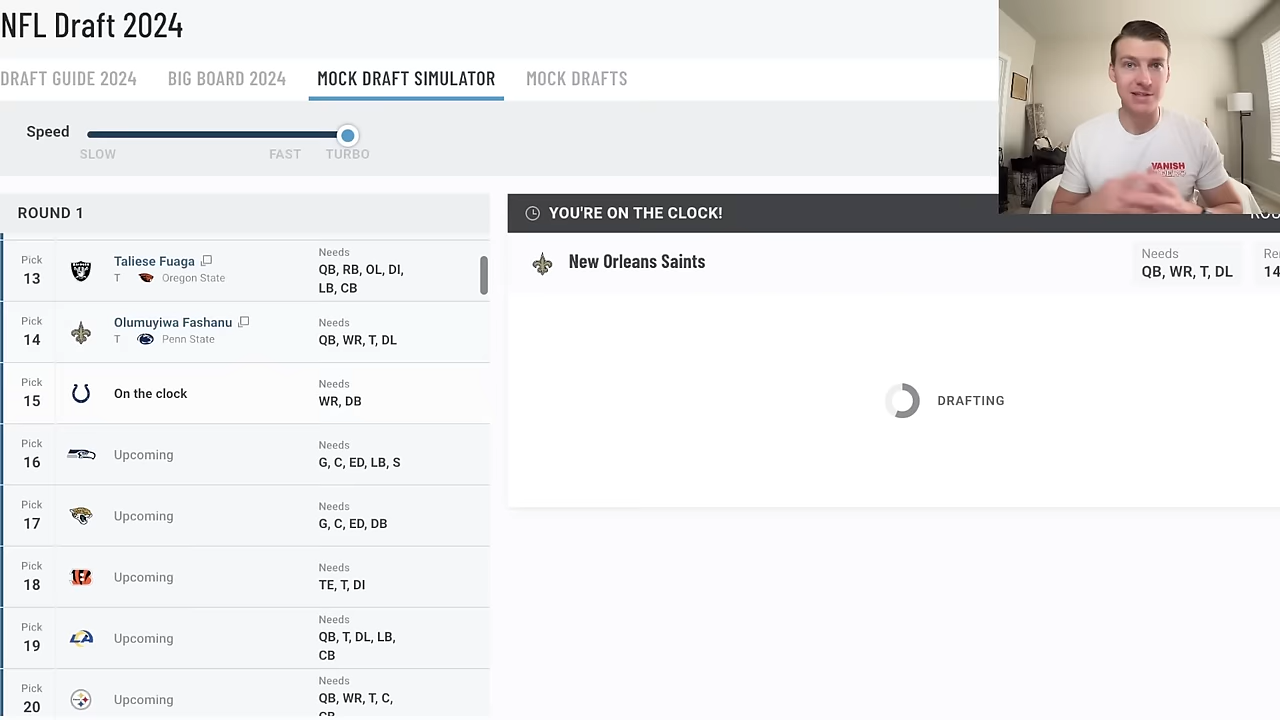 NFL Draft 2024
DRAFT GUIDE 2024 BIG BOARD 2024 MOCK DRAFT SIMULATOR MOCK DRAFTS
Speed
SLOW FAST TURBO
ROUND 1
Pick
13
Taliese Fuaga
T Oregon State
Needs
QB, RB, OL, DI,
LB, CB
Pick
14
Olumuyiwa Fashanu
T Penn State
Needs
QB, WR, T, DL
Pick
15
On the clock
Needs
WR, DB
Pick
16
Upcoming
Needs
G, C, ED, LB, S
Pick
17
Upcoming
Needs
G, C, ED, DB
Pick
18
Upcoming
Needs
TE, T, DI
Pick
19
Upcoming
Needs
QB, T, DL, LB,
CB
Pick
20
Upcoming
Needs
QB, WR, T, C,
CB
YOU'RE ON THE CLOCK!
New Orleans Saints
Needs
QB, WR, T, DL
14
DRAFTING
VANISH